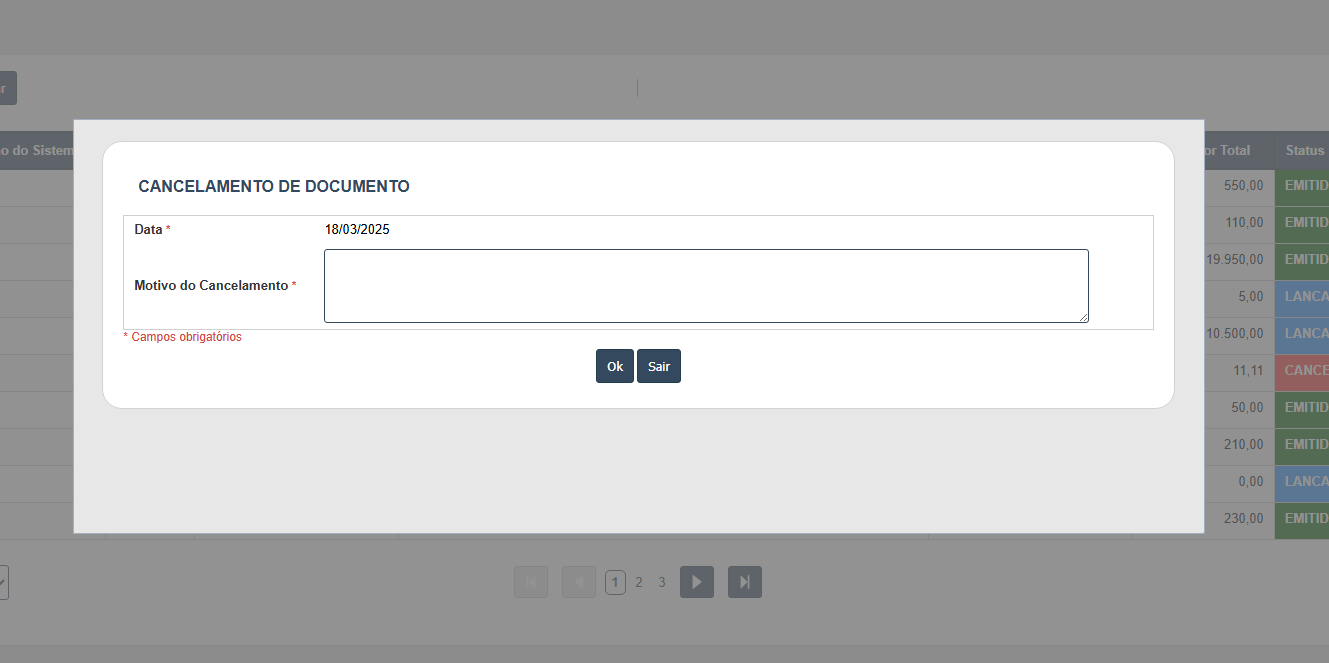 r
o do Sistem
or Total
Status
CANCELAMENTO DE DOCUMENTO
Data *
18/03/2025
Motivo do Cancelamento *
* Campos obrigatórios
Ok
Sair
550,00 EMITID
110,00 EMITID
19.950,00 EMITID
5,00 LANCA
10.500,00 LANCA
11,11 CANCE
50,00 EMITID
210,00 EMITID
0,00 LANCA
230,00 EMITID
1 2 3